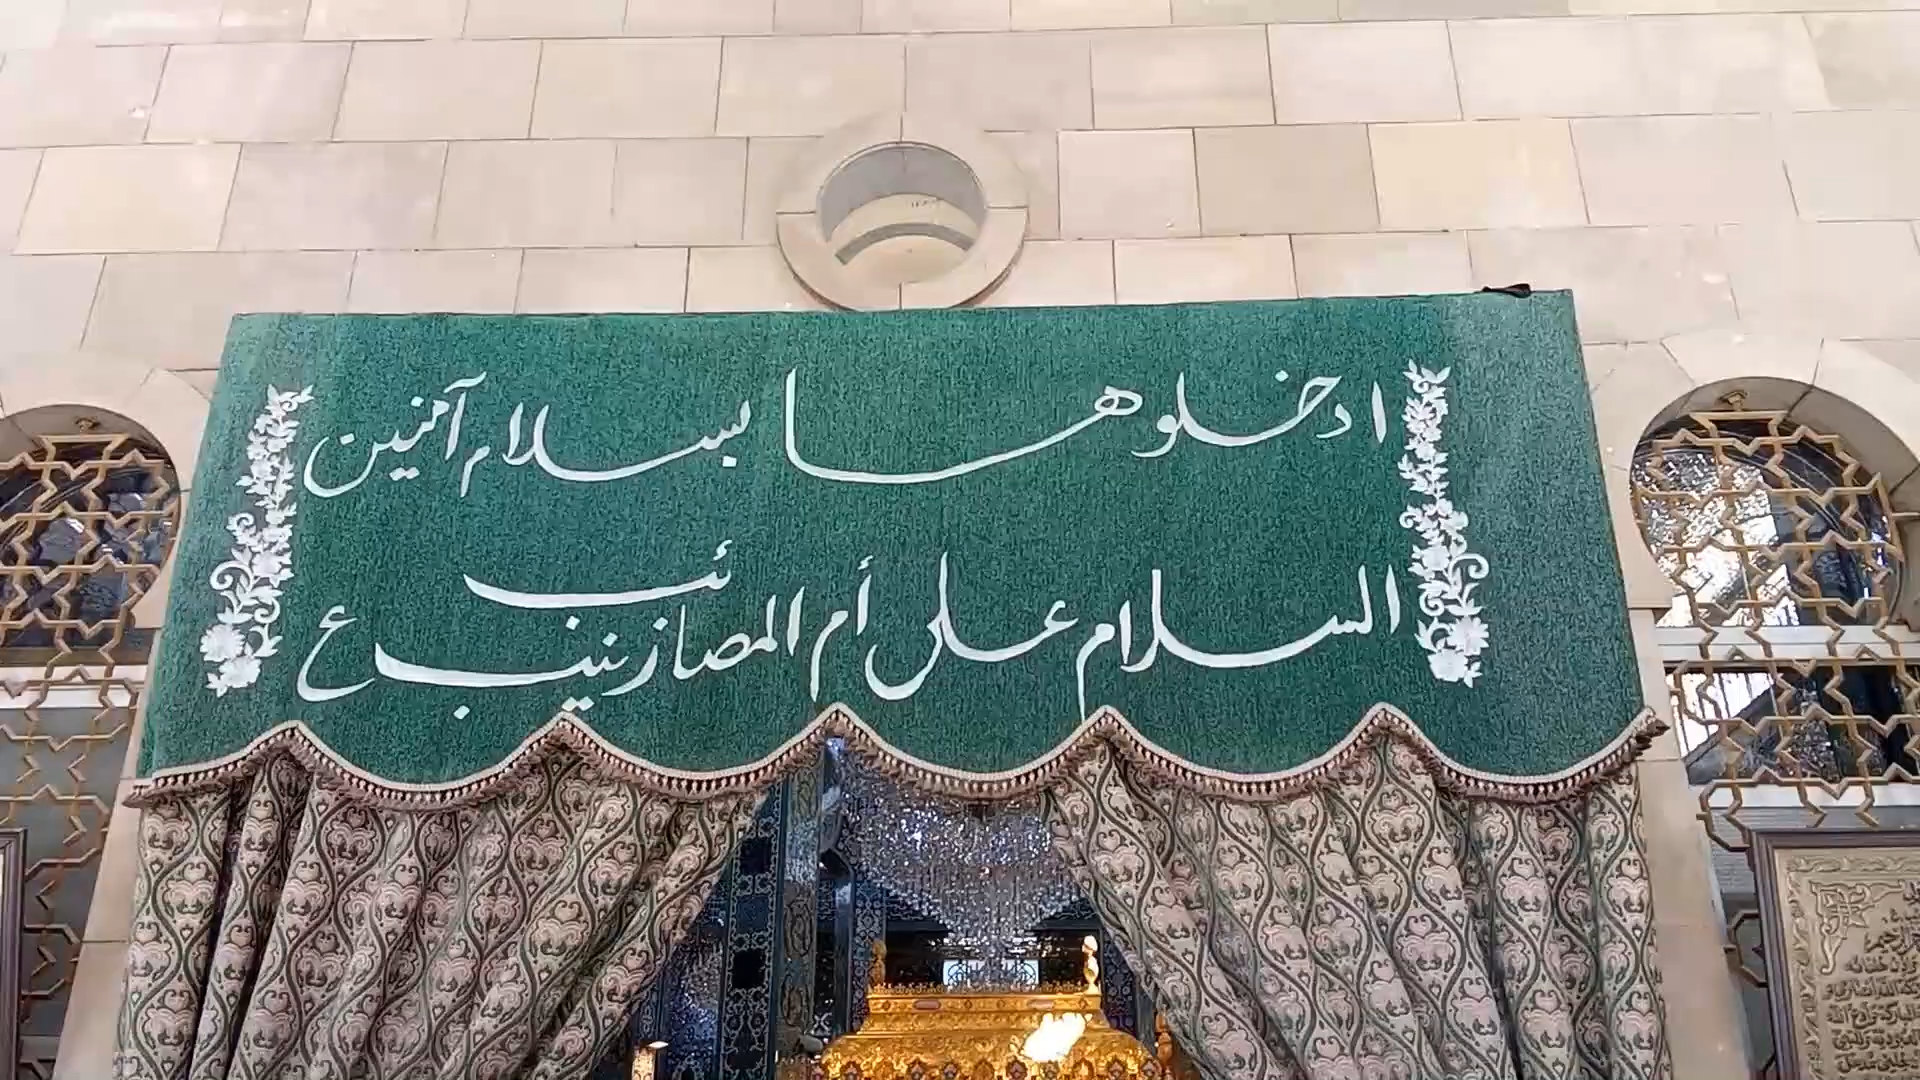 ادخلوها بسلام آمنين
السلام على أم المصائب زينب ع